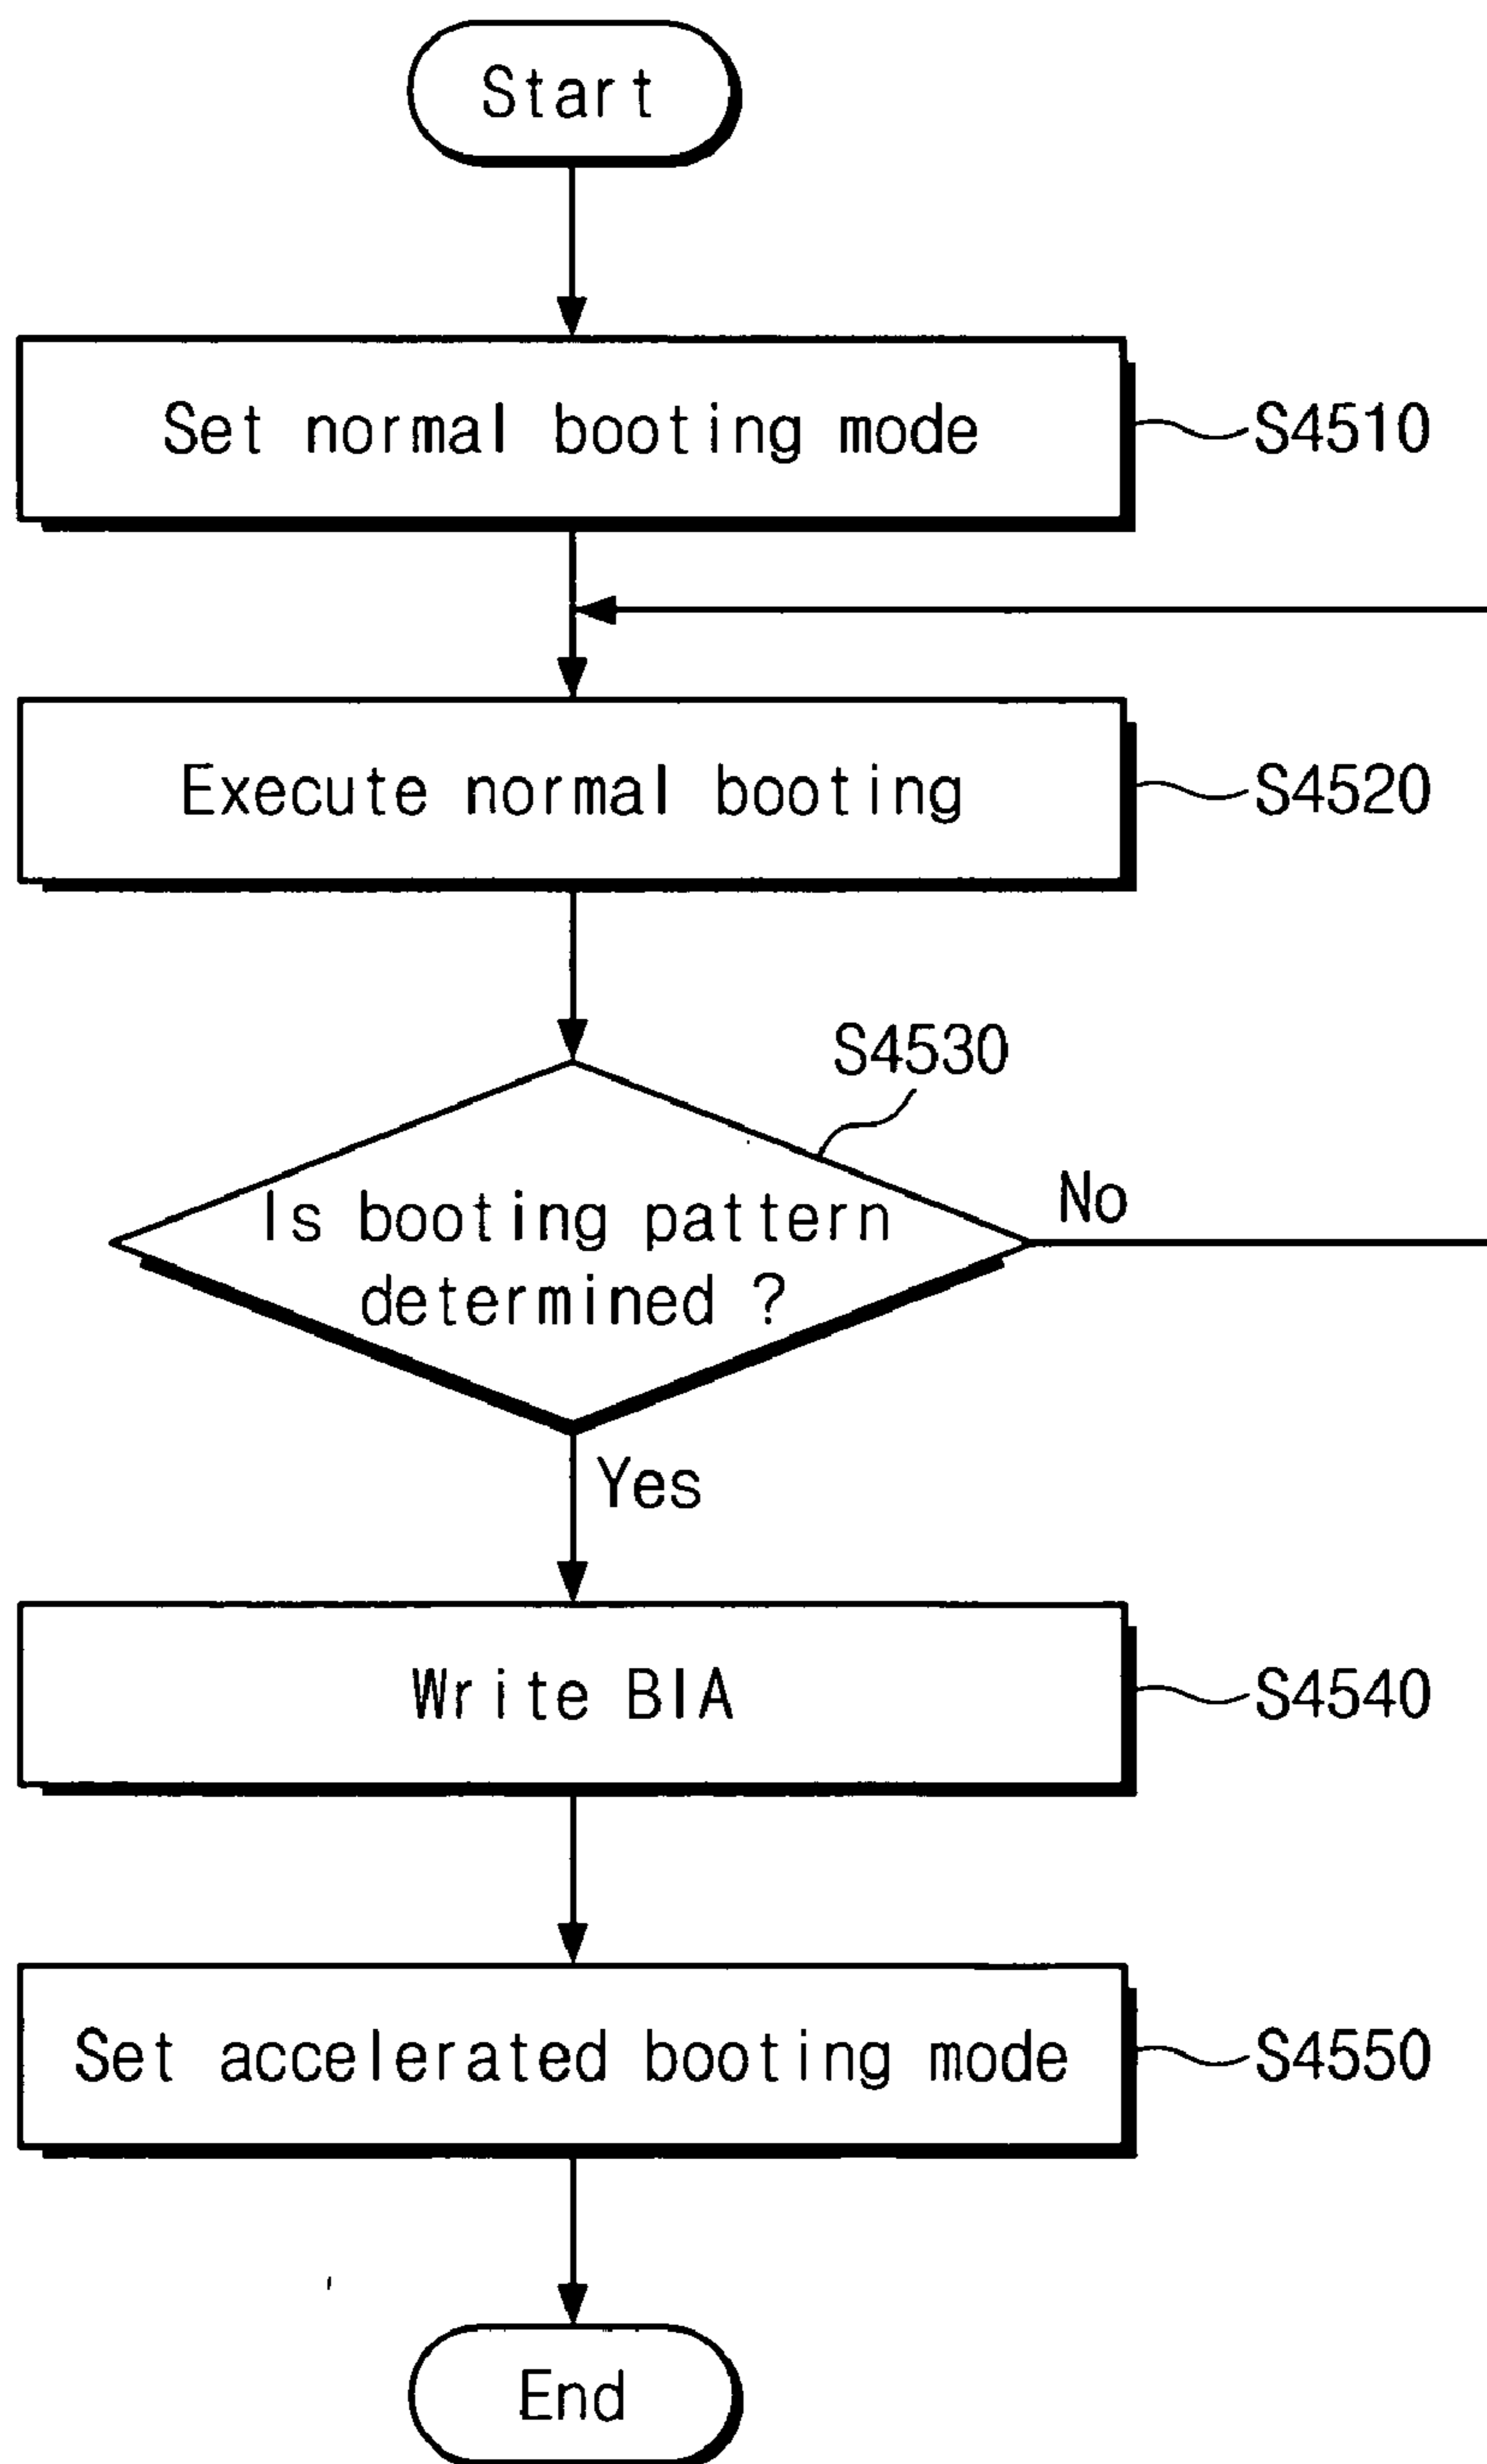 Start
Set normal booting mode
S4510
Execute normal booting
S4520
S4530
Is booting pattern
determined ?
No
Yes
Write BIA
S4540
Set accelerated booting mode
S4550
End